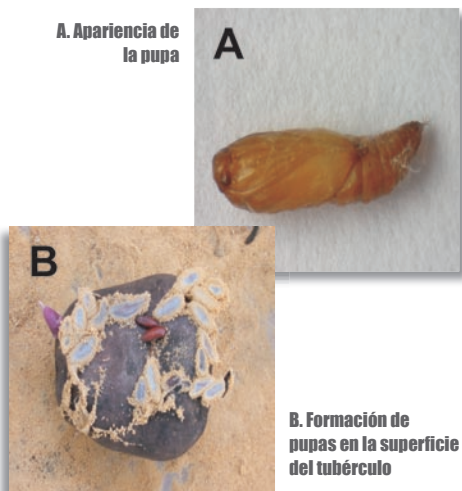 A. Apariencia de
la pupa
A
B
B. Formación de
pupas en la superficie
del tubérculo